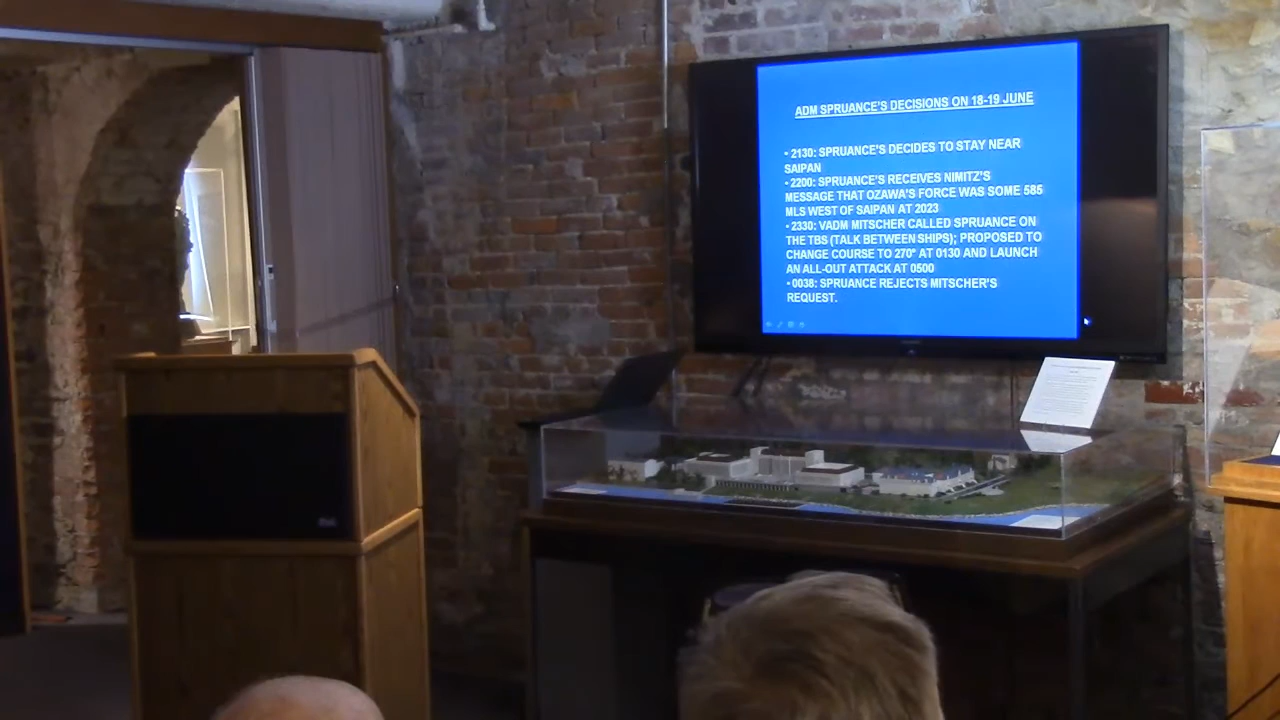 ADM SPRUANCE'S DECISIONS ON 18-19 JUNE
• 2130: SPRUANCE'S DECIDES TO STAY NEAR
SAIPAN
• 2200: SPRUANCE'S RECEIVES NIMITZ'S
MESSAGE THAT OZAWA'S FORCE WAS SOME 585
MLS WEST OF SAIPAN AT 2023
• 2330: VADM MITSCHER CALLED SPRUANCE ON
THE TBS (TALK BETWEEN SHIPS); PROPOSED TO
CHANGE COURSE TO 270° AT 0130 AND LAUNCH
AN ALL-OUT ATTACK AT 0500
• 0038: SPRUANCE REJECTS MITSCHER'S
REQUEST.